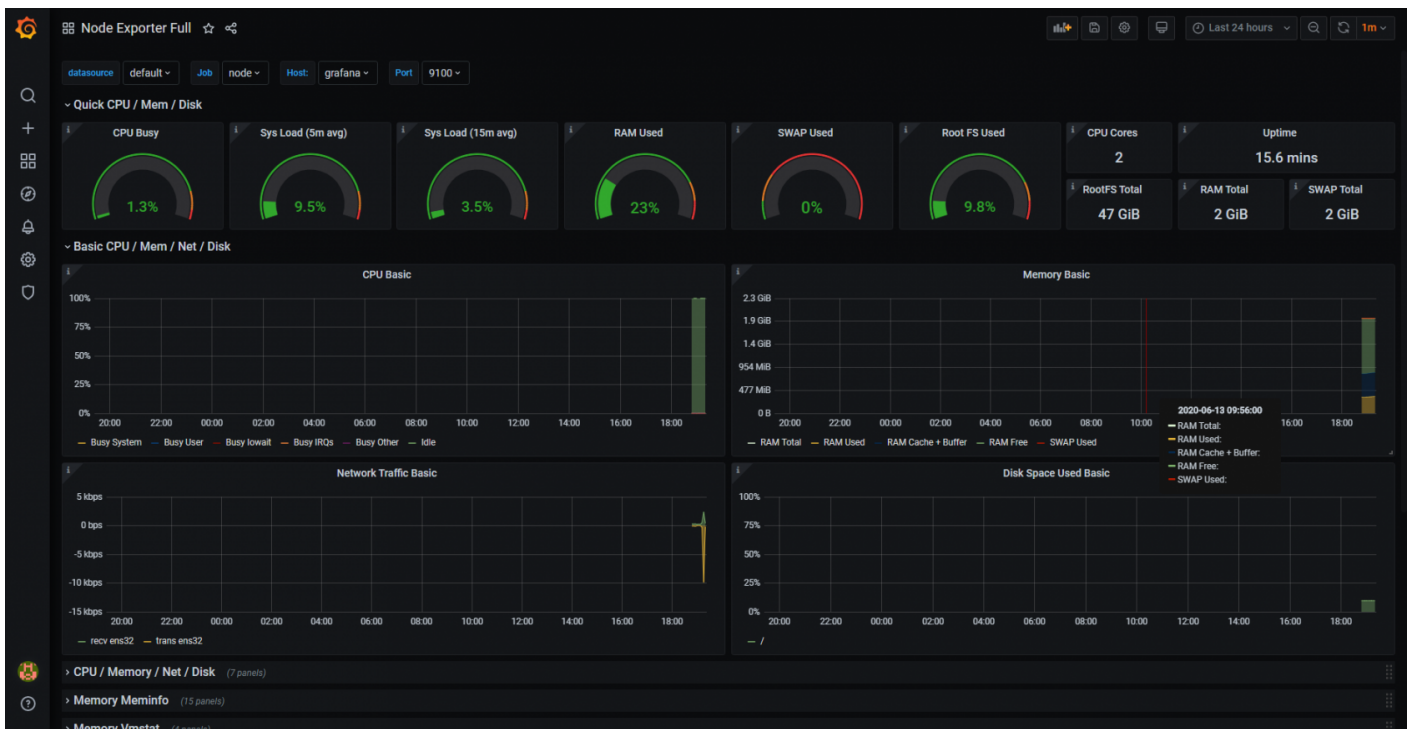 Node Exporter Full
Last 24 hours 1m
datasource default Job node Host: grafana Port 9100
Quick CPU / Mem / Disk
CPU Busy
1.3%
Sys Load (5m avg)
9.5%
Sys Load (15m avg)
3.5%
RAM Used
23%
SWAP Used
0%
Root FS Used
9.8%
CPU Cores
2
Uptime
15.6 mins
RootFS Total
47 GiB
RAM Total
2 GiB
SWAP Total
2 GiB
Basic CPU / Mem / Net / Disk
CPU Basic
100%
75%
50%
25%
0%
20:00 22:00 00:00 02:00 04:00 06:00 08:00 10:00 12:00 14:00 16:00 18:00
Busy System Busy User Busy Iowait Busy IRQs Busy Other Idle
Memory Basic
2.3 GiB
1.9 GiB
1.4 GiB
954 MiB
477 MiB
0 B
20:00 22:00 00:00 02:00 04:00 06:00 08:00 10:00 16:00 18:00
RAM Total RAM Used RAM Cache + Buffer RAM Free SWAP Used
2020-06-13 09:56:00
RAM Total:
RAM Used:
RAM Cache + Buffer:
RAM Free:
SWAP Used:
Network Traffic Basic
5 kbps
0 bps
-5 kbps
-10 kbps
-15 kbps
20:00 22:00 00:00 02:00 04:00 06:00 08:00 10:00 12:00 14:00 16:00 18:00
recv ens32 trans ens32
Disk Space Used Basic
100%
75%
50%
25%
0%
20:00 22:00 00:00 02:00 04:00 06:00 08:00 10:00 12:00 14:00 16:00 18:00
/
CPU / Memory / Net / Disk (7 panels)
Memory Meminfo (15 panels)
Memory Vmstat